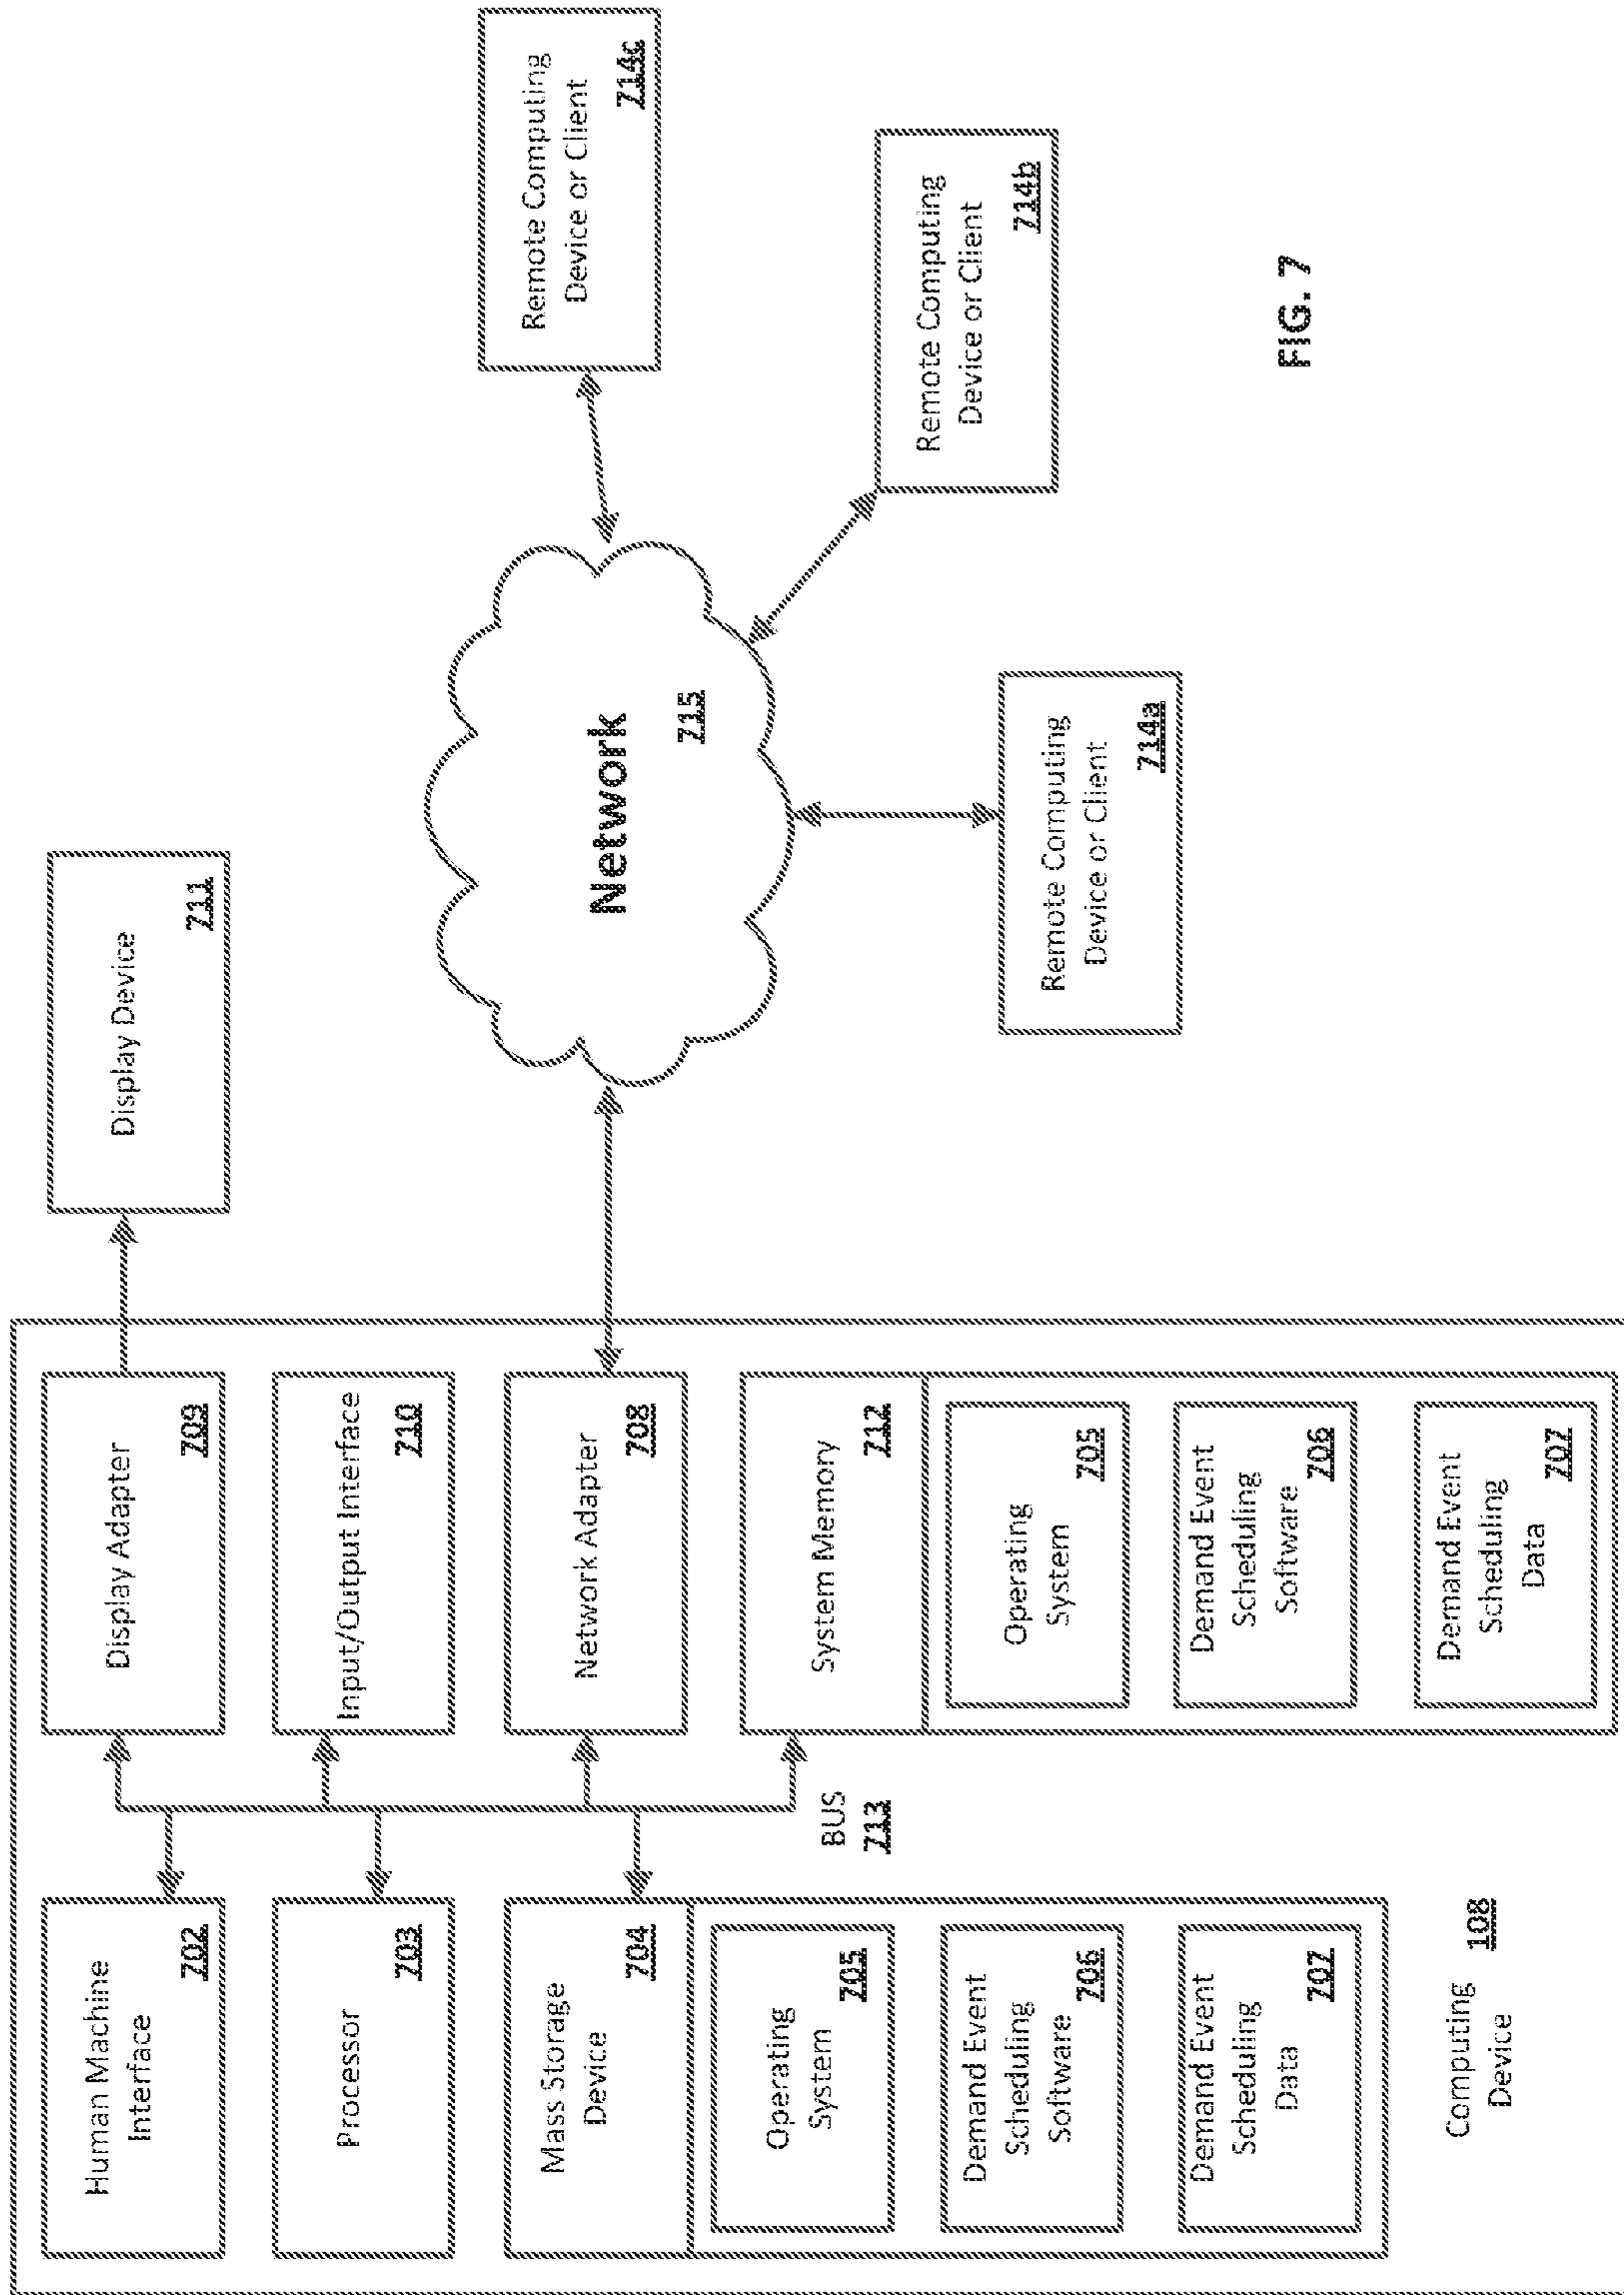 Human Machine
Interface
702
Processor
703
Mass Storage
Device
704
Operating
System
705
Demand Event
Scheduling
Software
706
Demand Event
Scheduling
Data
707
Computing
Device
108
BUS
713
Display Adapter
709
Input/Output Interface
710
Network Adapter
708
System Memory
712
Operating
System
705
Demand Event
Scheduling
Software
706
Demand Event
Scheduling
Data
707
Display Device
711
Network
715
Remote Computing
Device or Client
714a
Remote Computing
Device or Client
714b
Remote Computing
Device or Client
714c
FIG. 7